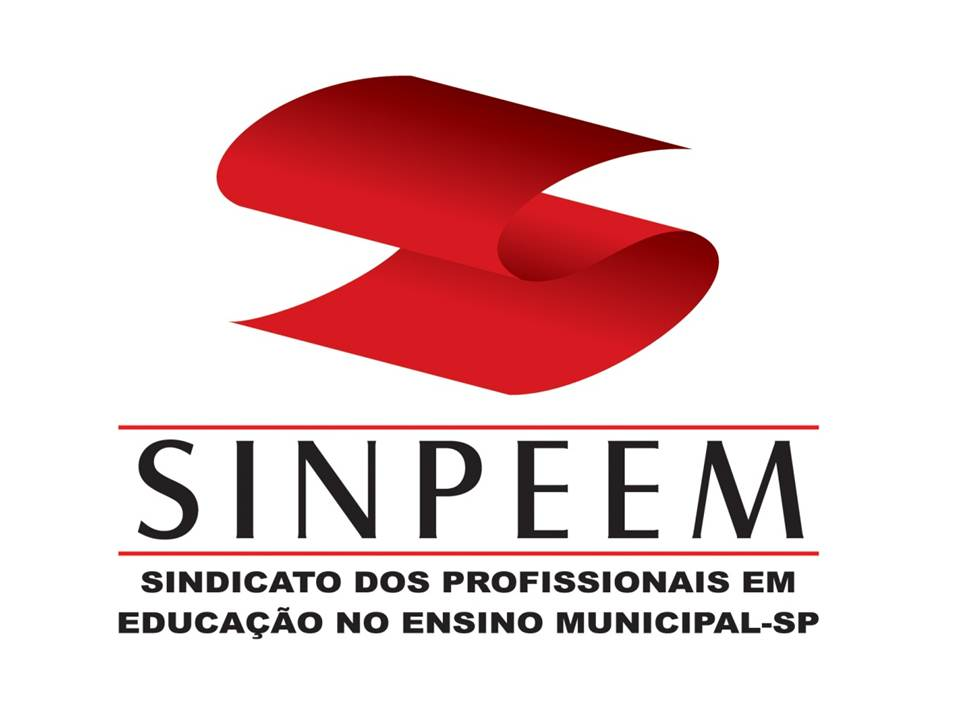 SINPEEM
SINDICATO DOS PROFISSIONAIS EM
EDUCAÇÃO NO ENSINO MUNICIPAL-SP